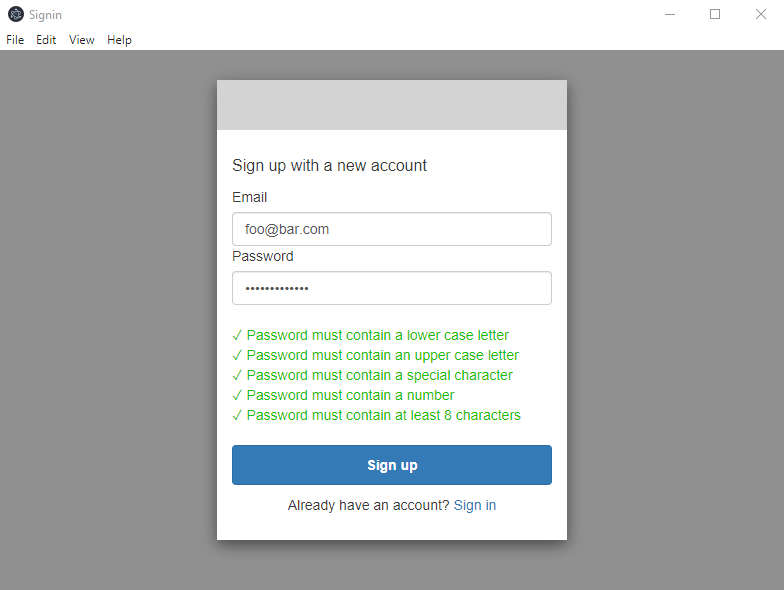 Signin
File Edit View Help
Sign up with a new account
Email
foo@bar.com
Password
•••••••••••••
✓ Password must contain a lower case letter
✓ Password must contain an upper case letter
✓ Password must contain a special character
✓ Password must contain a number
✓ Password must contain at least 8 characters
Sign up
Already have an account? Sign in